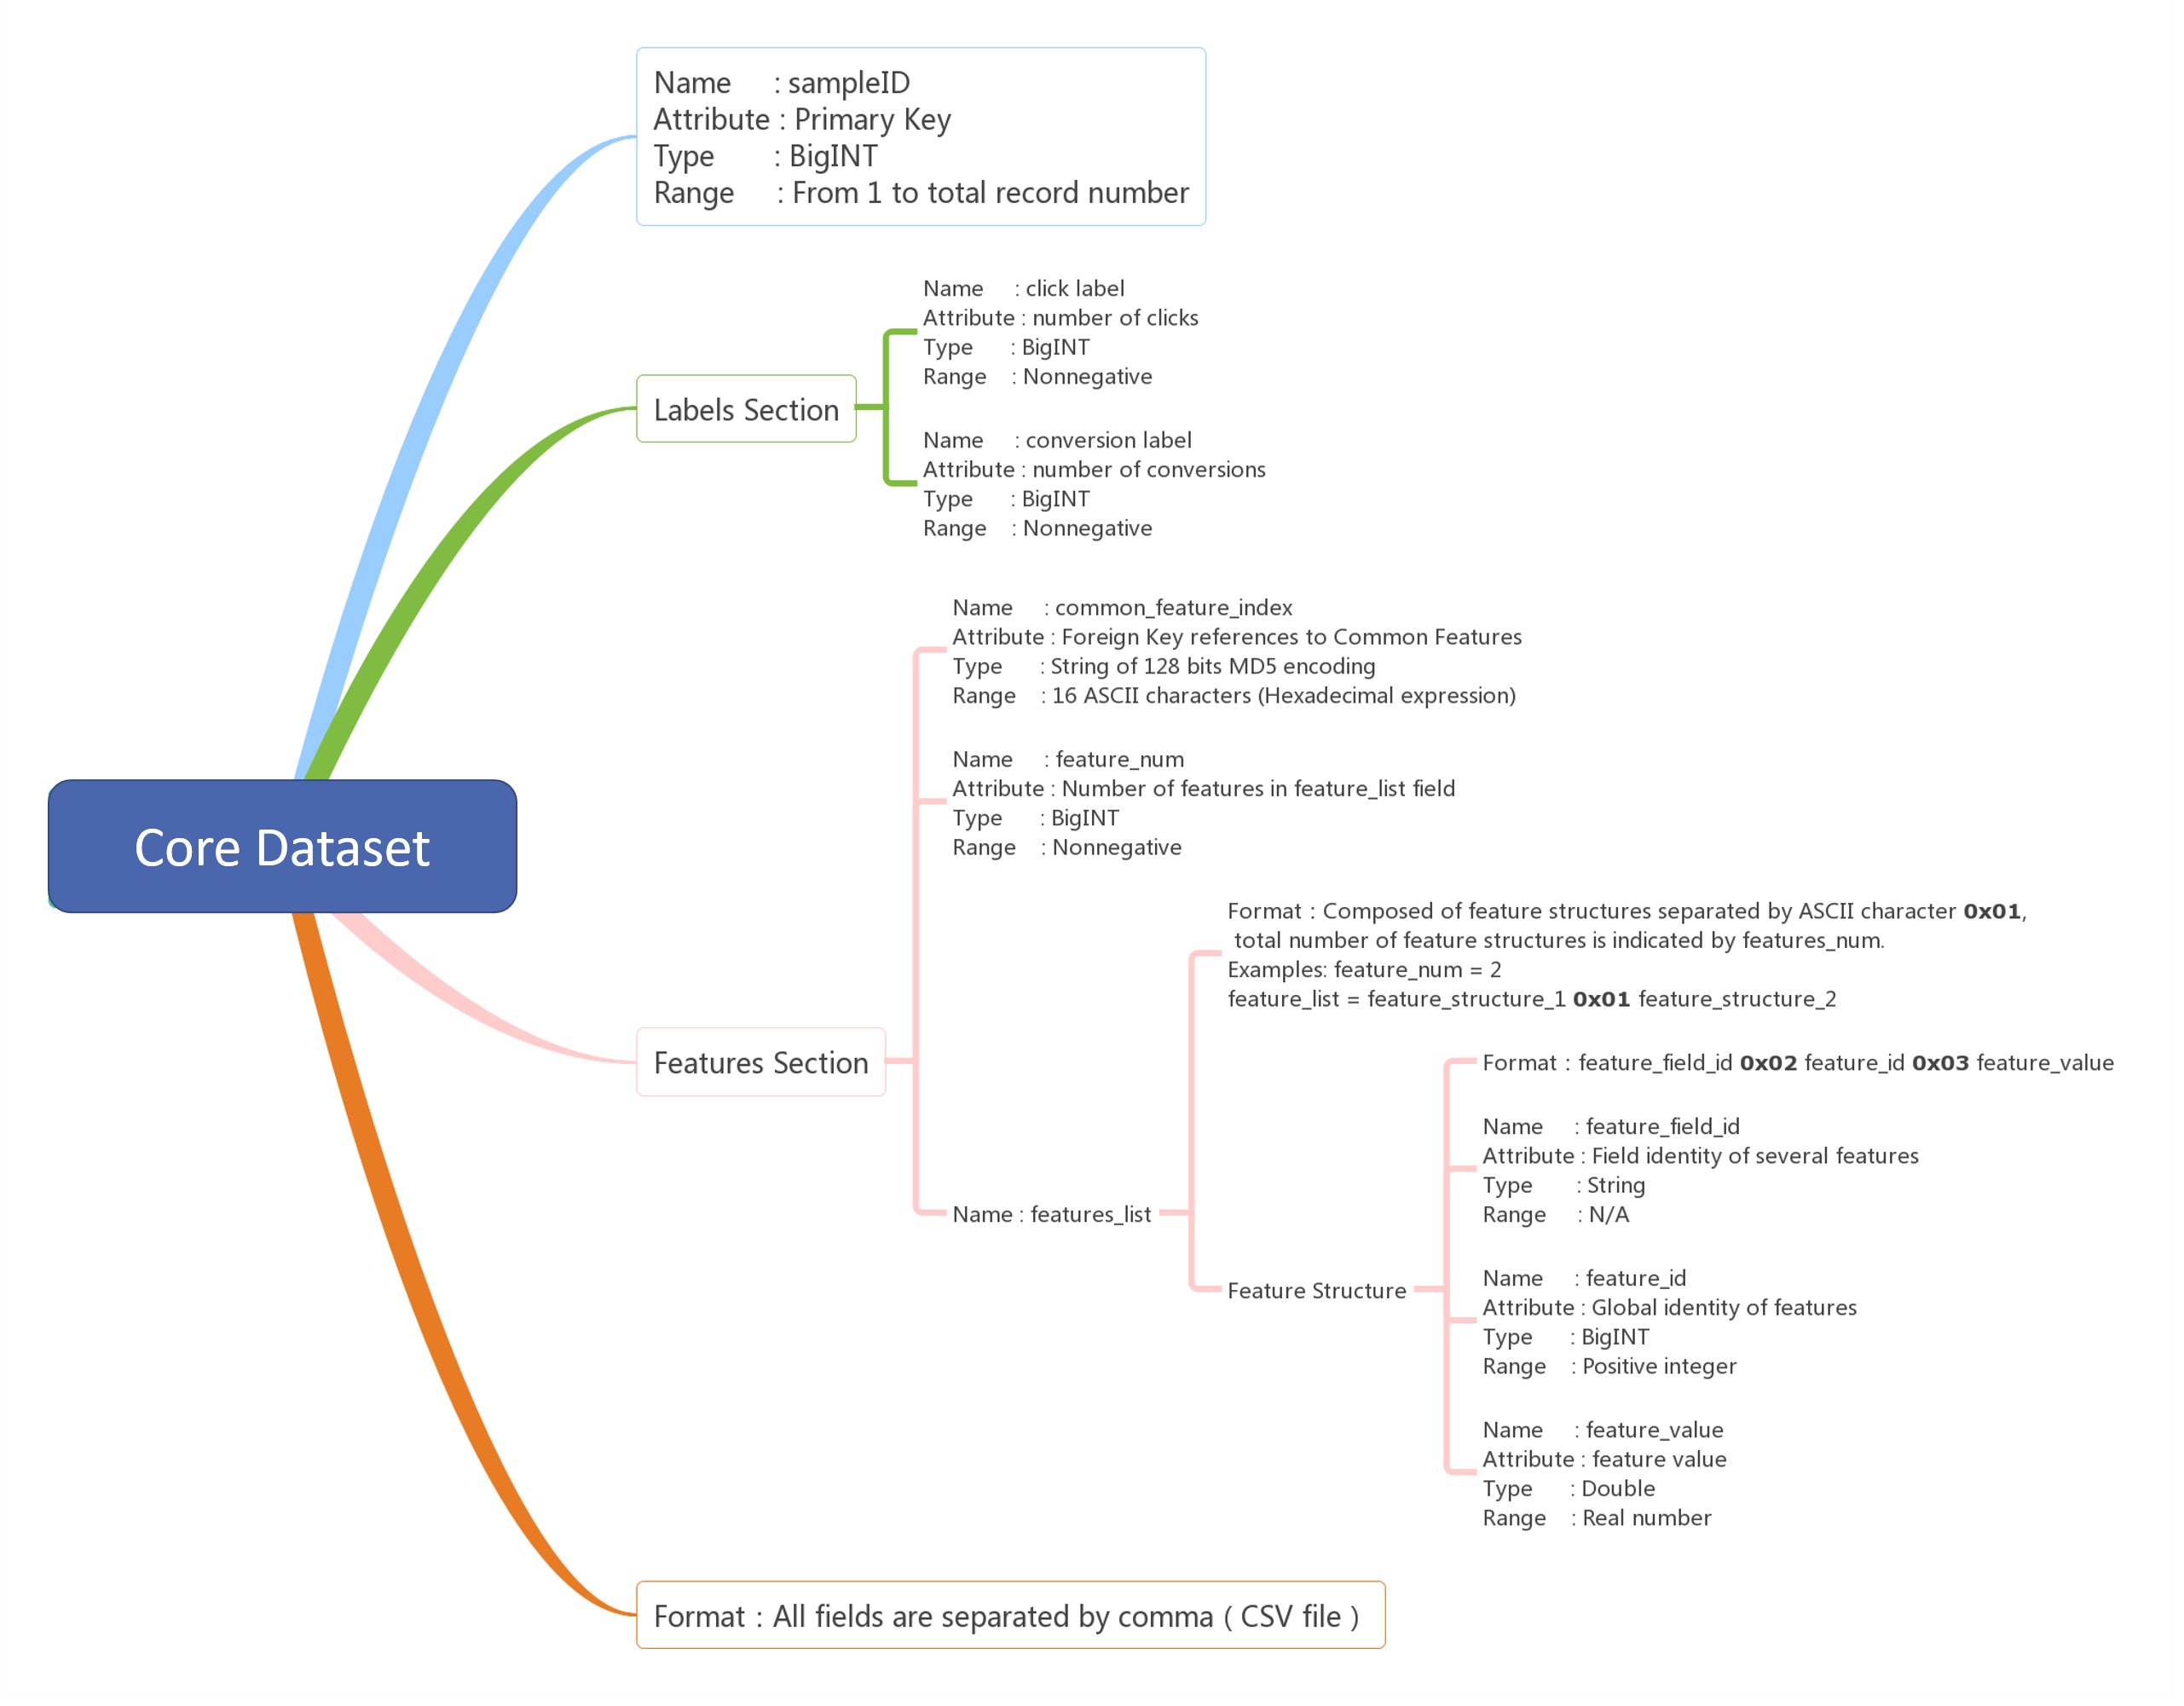 Name : sampleID
Attribute : Primary Key
Type : BigINT
Range : From 1 to total record number
Name : click label
Attribute : number of clicks
Type : BigINT
Range : Nonnegative
Labels Section
Name : conversion label
Attribute : number of conversions
Type : BigINT
Range : Nonnegative
Name : common_feature_index
Attribute : Foreign Key references to Common Features
Type : String of 128 bits MD5 encoding
Range : 16 ASCII characters (Hexadecimal expression)
Name : feature_num
Attribute : Number of features in feature_list field
Type : BigINT
Range : Nonnegative
Core Dataset
Format : Composed of feature structures separated by ASCII character 0x01,
total number of feature structures is indicated by features_num.
Examples: feature_num = 2
feature_list = feature_structure_1 0x01 feature_structure_2
Features Section
Format : feature_field_id 0x02 feature_id 0x03 feature_value
Name : feature_field_id
Attribute : Field identity of several features
Type : String
Range : N/A
Name : features_list
Feature Structure
Name : feature_id
Attribute : Global identity of features
Type : BigINT
Range : Positive integer
Name : feature_value
Attribute : feature value
Type : Double
Range : Real number
Format : All fields are separated by comma ( CSV file )